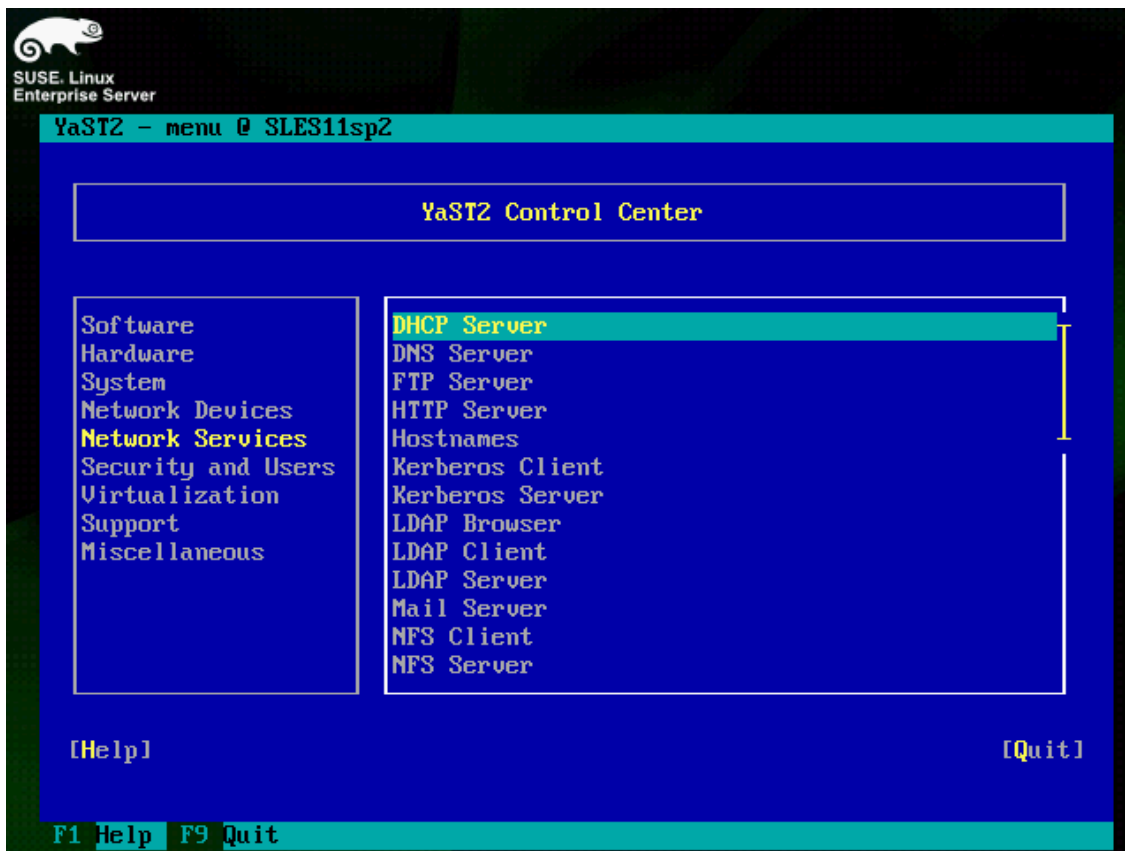 SUSE. Linux
Enterprise Server
YaST2 - menu @ SLES11sp2
YaST2 Control Center
Software
Hardware
System
Network Devices
Network Services
Security and Users
Virtualization
Support
Miscellaneous
DHCP Server
DNS Server
FTP Server
HTTP Server
Hostnames
Kerberos Client
Kerberos Server
LDAP Browser
LDAP Client
LDAP Server
Mail Server
NFS Client
NFS Server
[Help]
[Quit]
F1 Help F9 Quit